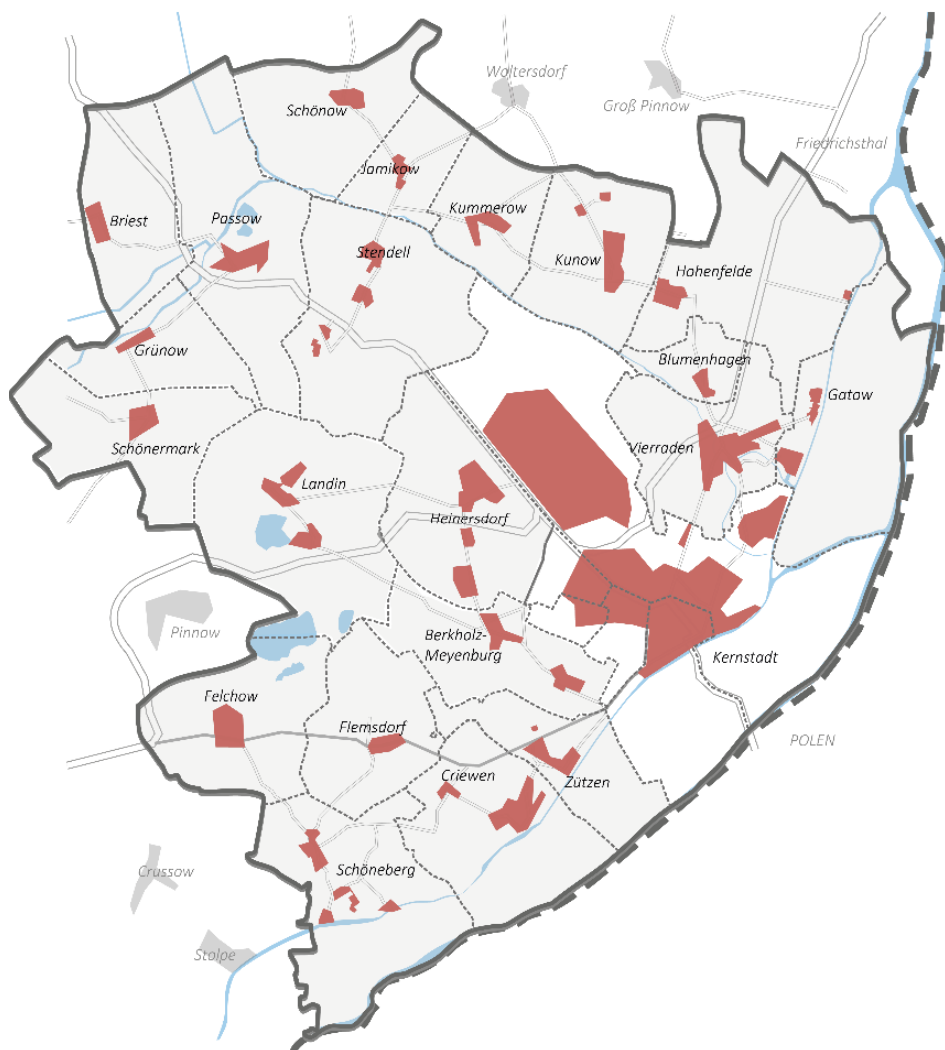 Woltersdorf
Groß Pinnow
Schönow
Friedrichsthal
Jamikow
Kummerow
Briest
Passow
Stendell
Kunow
Hohenfelde
Grünow
Blumenhagen
Gatow
Schönermark
Vierraden
Landin
Heinersdorf
Pinnow
Berkholz-
Meyenburg
Kernstadt
Felchow
Flemsdorf
POLEN
Criewen
Zützen
Schöneberg
Crussow
Stolpe